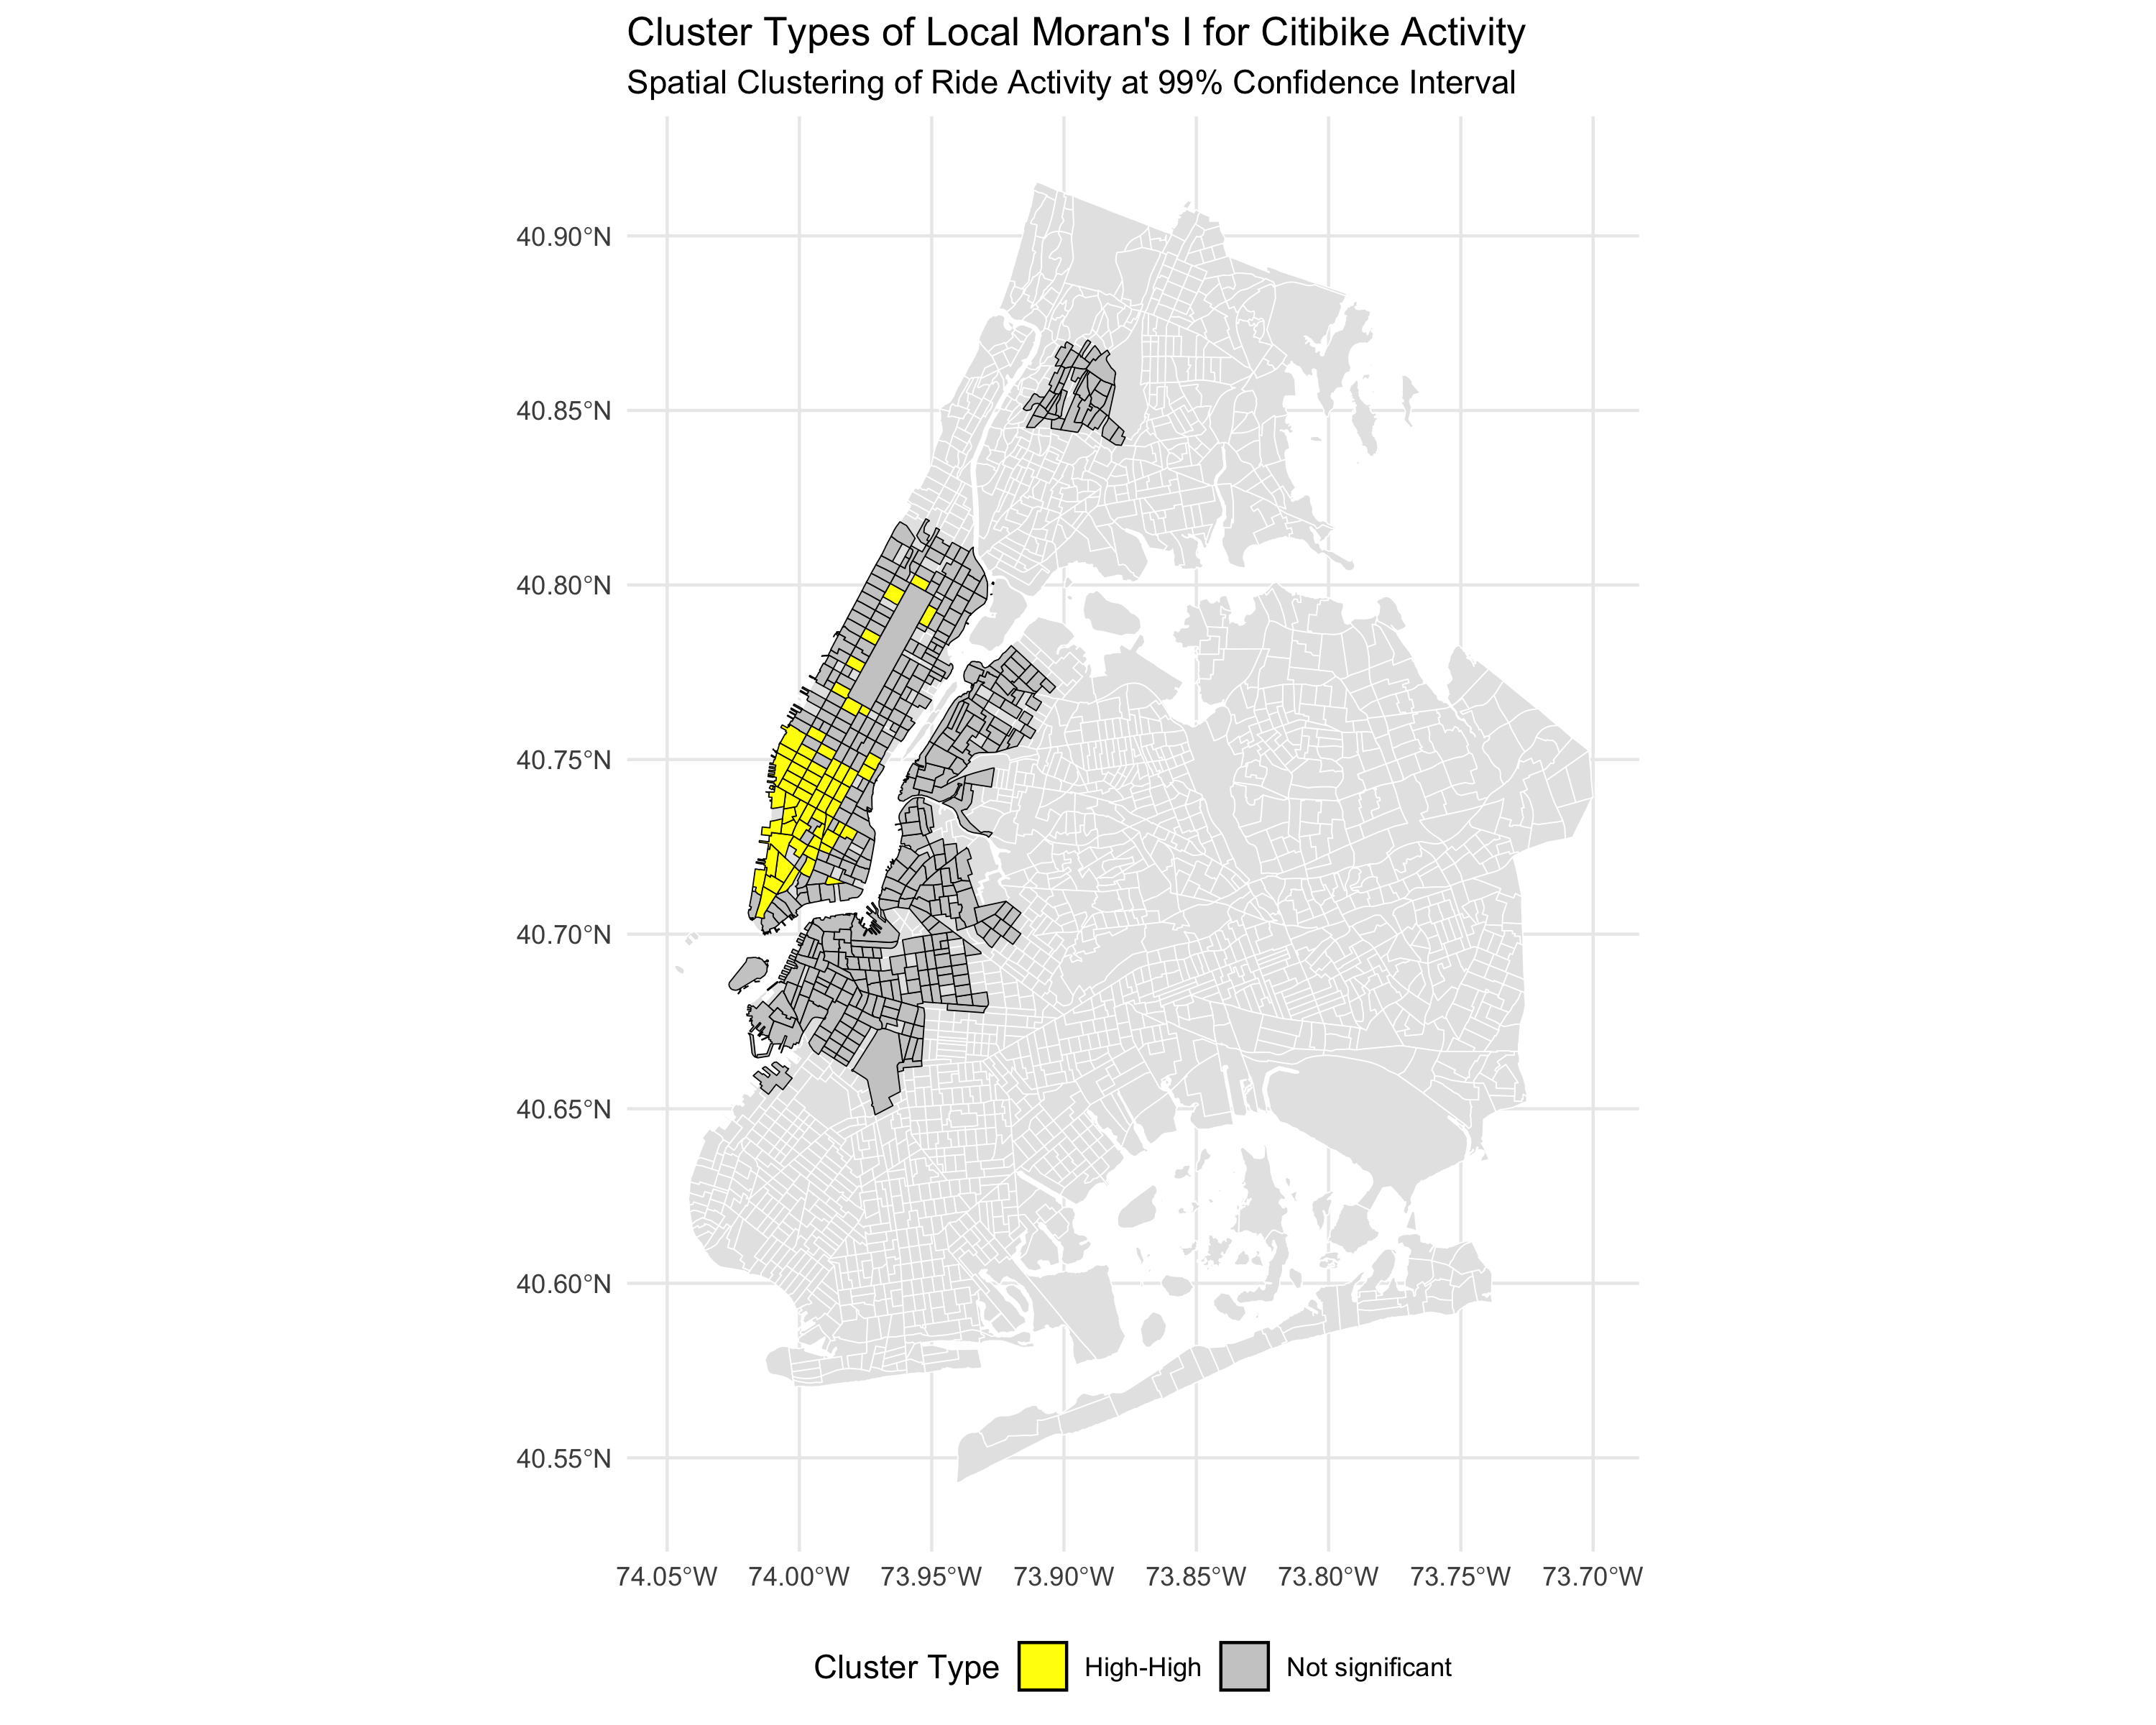 Cluster Types of Local Moran's I for Citibike Activity
Spatial Clustering of Ride Activity at 99% Confidence Interval
40.90°N
40.85°N
40.80°N
40.75°N
40.70°N
40.65°N
40.60°N
40.55°N
74.05°W 74.00°W 73.95°W 73.90°W 73.85°W 73.80°W 73.75°W 73.70°W
Cluster Type High-High Not significant